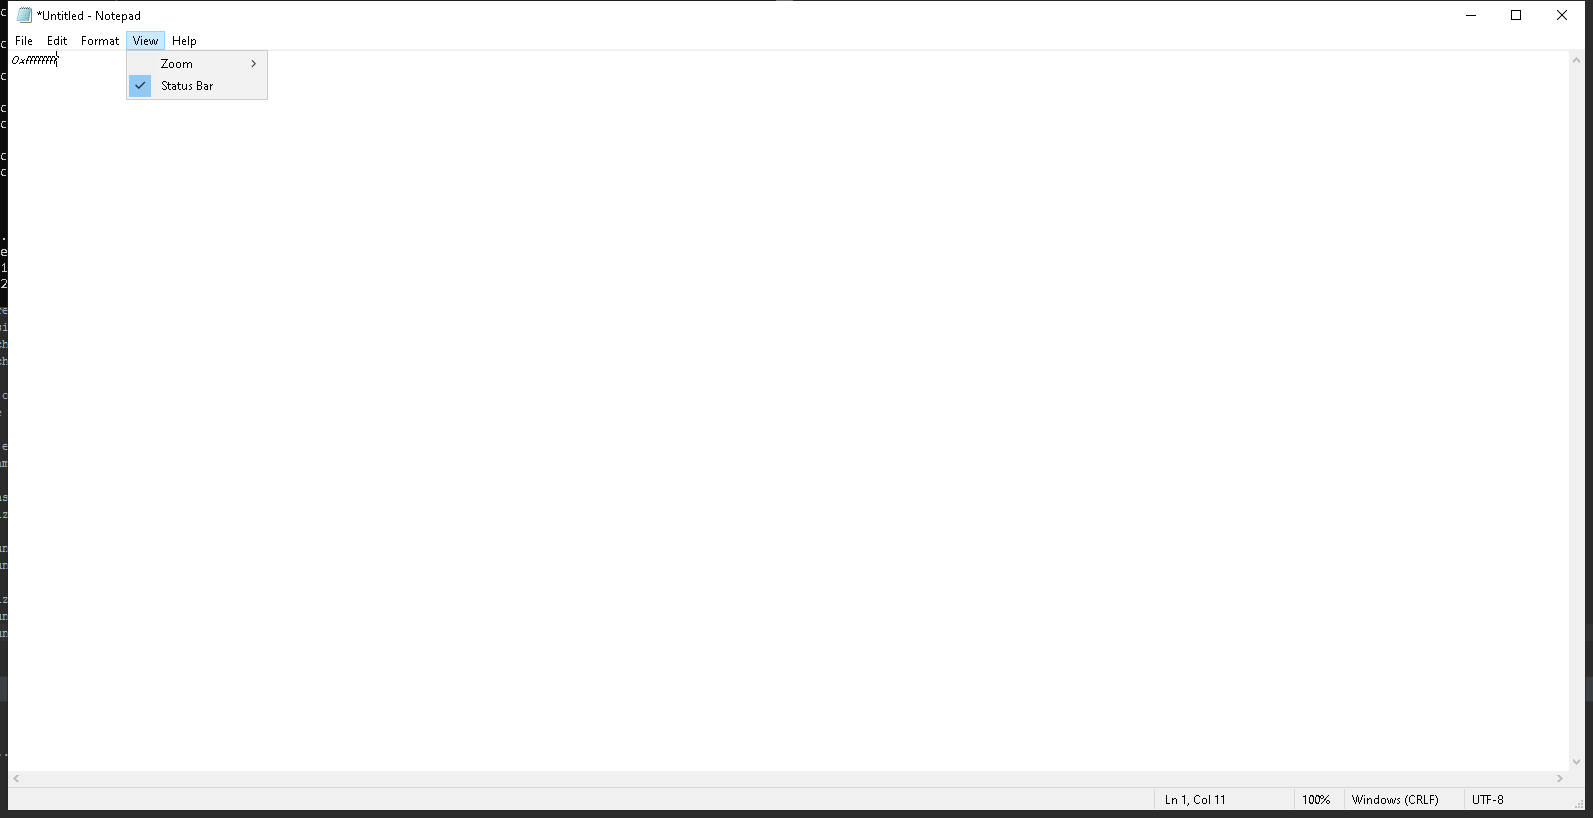 *Untitled - Notepad
File Edit Format View Help
0xffffffff
Zoom
Status Bar
Ln 1, Col 11
100%
Windows (CRLF)
UTF-8